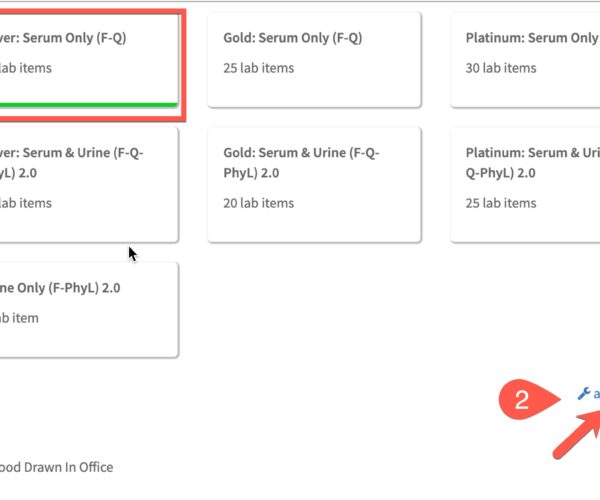 ver: Serum Only (F-Q)
Gold: Serum Only (F-Q)
Platinum: Serum Only
lab items
25 lab items
30 lab items
ver: Serum & Urine (F-Q-
yL) 2.0
Gold: Serum & Urine (F-Q-
PhyL) 2.0
Platinum: Serum & Uri
Q-PhyL) 2.0
lab items
20 lab items
25 lab items
ne Only (F-PhyL) 2.0
ab item
2
a
ood Drawn In Office